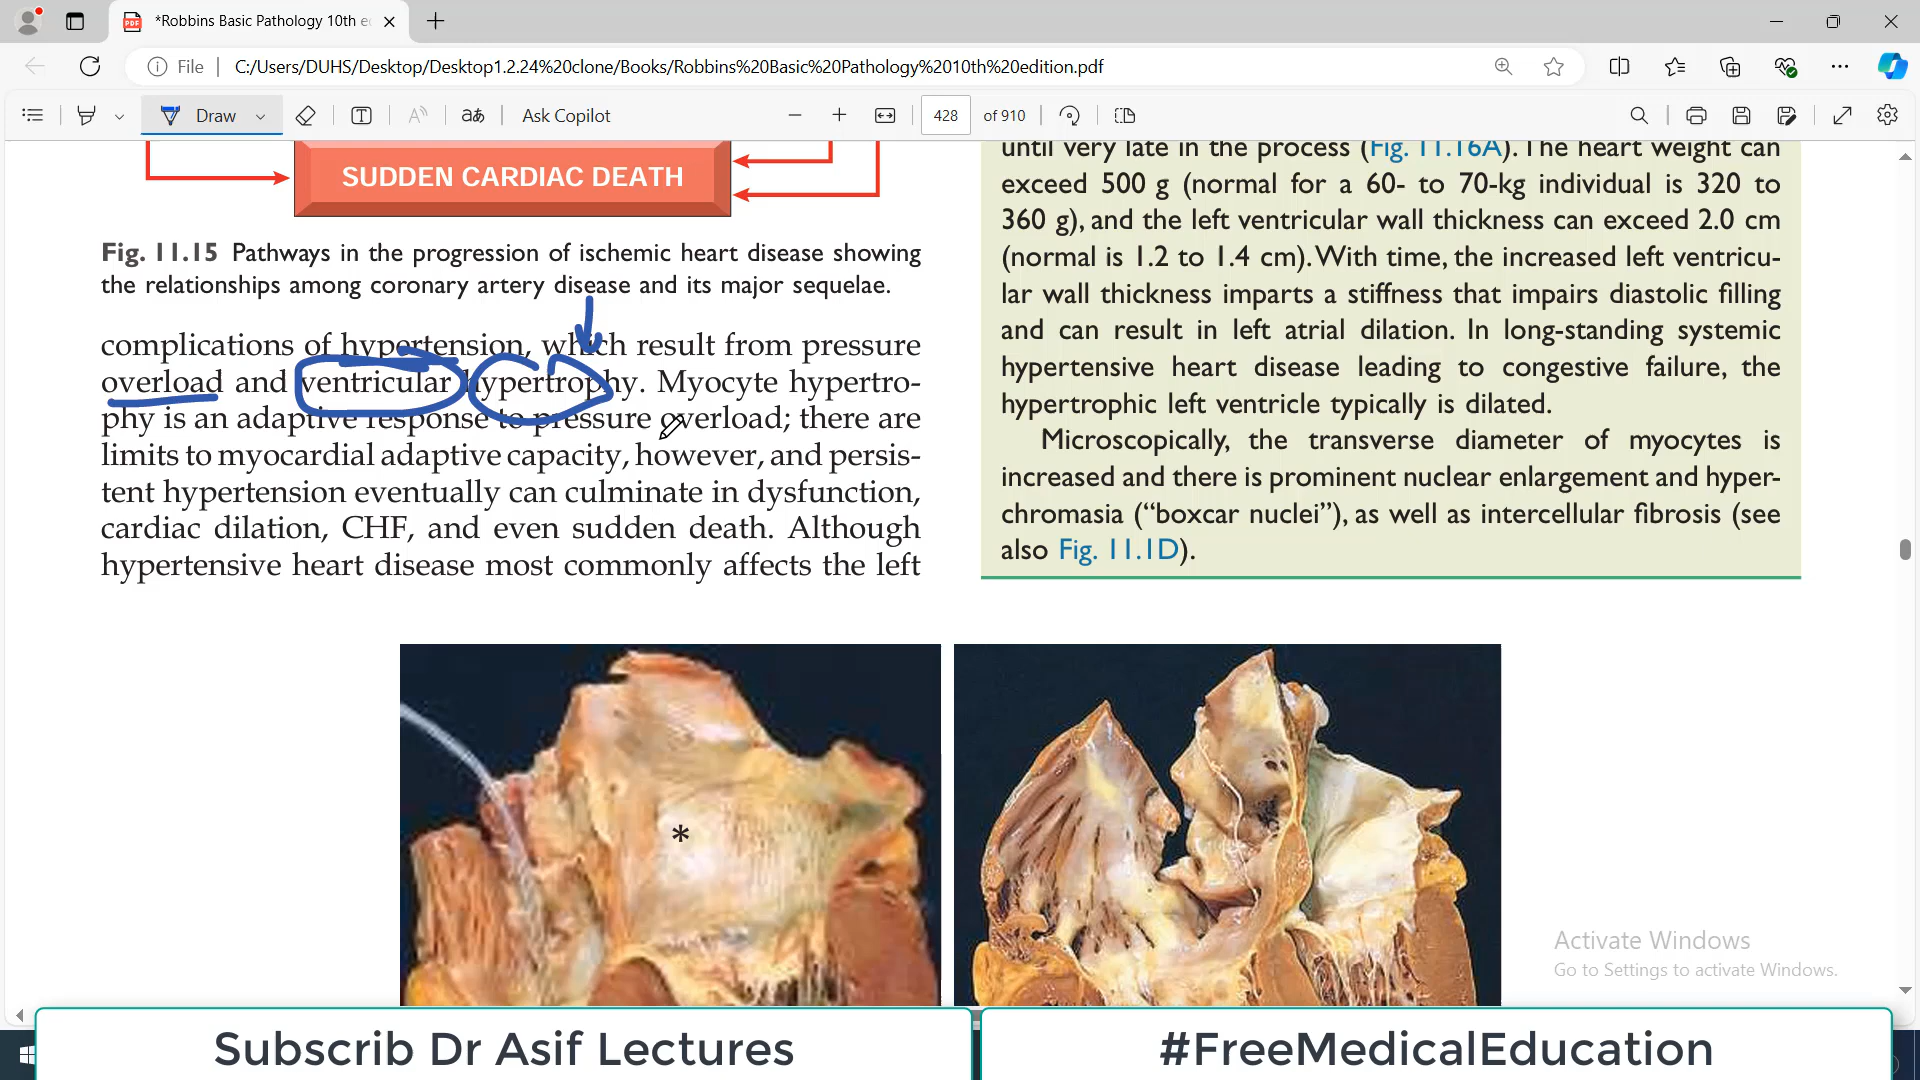 *Robbins Basic Pathology 10th e
File
C:/Users/DUHS/Desktop/Desktop1.2.24%20clone/Books/Robbins%20Basic%20Pathology%2010th%20edition.pdf
Draw
Ask Copilot
428 of 910
SUDDEN CARDIAC DEATH
Fig. 11.15 Pathways in the progression of ischemic heart disease showing
the relationships among coronary artery disease and its major sequelae.
complications of hypertension, which result from pressure
overload and ventricular hypertrophy. Myocyte hypertro-
phy is an adaptive response to pressure overload; there are
limits to myocardial adaptive capacity, however, and persis-
tent hypertension eventually can culminate in dysfunction,
cardiac dilation, CHF, and even sudden death. Although
hypertensive heart disease most commonly affects the left
until very late in the process (Fig. 11.16A). The heart weight can
exceed 500 g (normal for a 60- to 70-kg individual is 320 to
360 g), and the left ventricular wall thickness can exceed 2.0 cm
(normal is 1.2 to 1.4 cm). With time, the increased left ventricu-
lar wall thickness imparts a stiffness that impairs diastolic filling
and can result in left atrial dilation. In long-standing systemic
hypertensive heart disease leading to congestive failure, the
hypertrophic left ventricle typically is dilated.
Microscopically, the transverse diameter of myocytes is
increased and there is prominent nuclear enlargement and hyper-
chromasia (“boxcar nuclei”), as well as intercellular fibrosis (see
also Fig. 11.1D).
*
Activate Windows
Go to Settings to activate Windows.
Subscrib Dr Asif Lectures
#FreeMedicalEducation